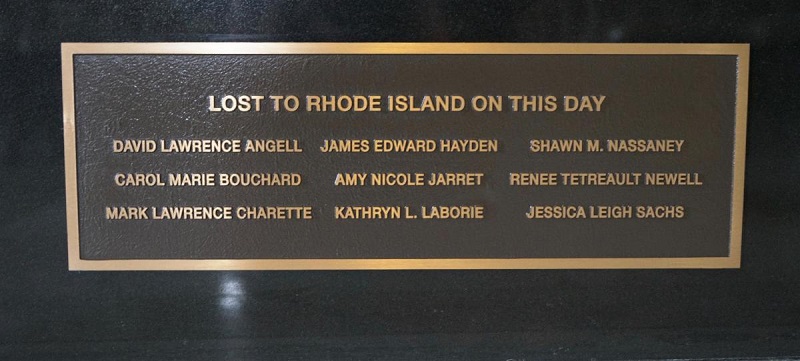 LOST TO RHODE ISLAND ON THIS DAY
DAVID LAWRENCE ANGELL JAMES EDWARD HAYDEN SHAWN M. NASSANEY
CAROL MARIE BOUCHARD AMY NICOLE JARRET RENEE TETREAULT NEWELL
MARK LAWRENCE CHARETTE KATHRYN L. LABORIE JESSICA LEIGH SACHS